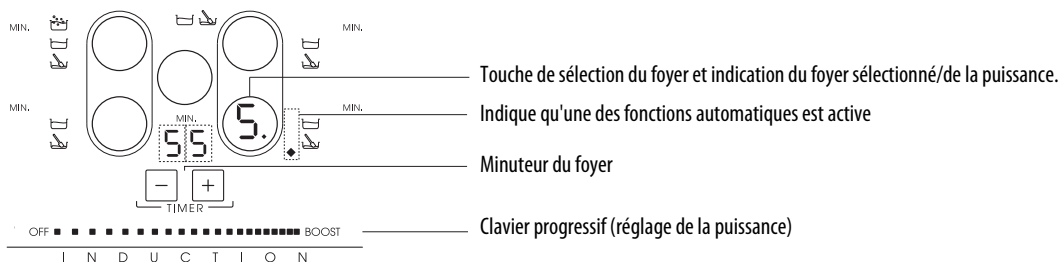 MIN. MIN.
Touche de sélection du foyer et indication du foyer sélectionné/de la puissance.
MIN. MIN.
5.
Indique qu'une des fonctions automatiques est active
MIN.
55
Minuteur du foyer
− +
TIMER
OFF BOOST
Clavier progressif (réglage de la puissance)
INDUCTION